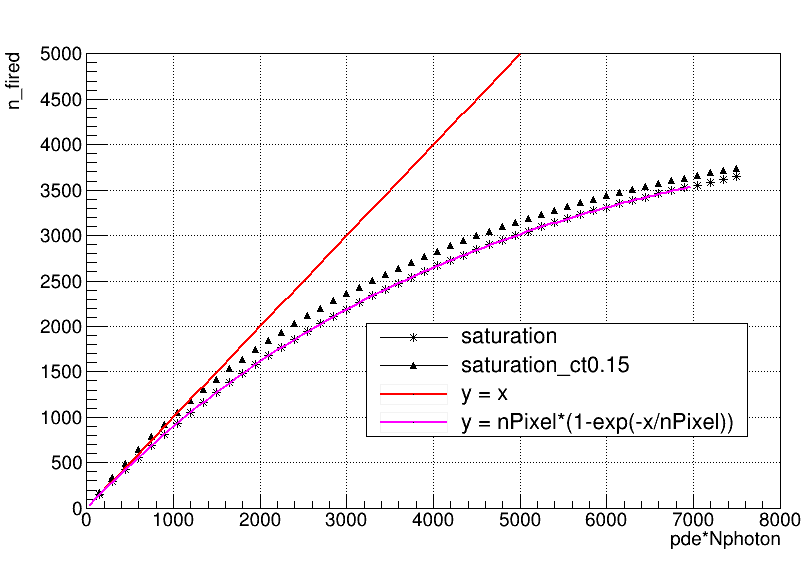 n_fired
5000
4500
4000
3500
3000
2500
2000
1500
1000
500
0
saturation
saturation_ct0.15
y = x
y = nPixel*(1-exp(-x/nPixel))
0 1000 2000 3000 4000 5000 6000 7000 8000
pde*Nphoton